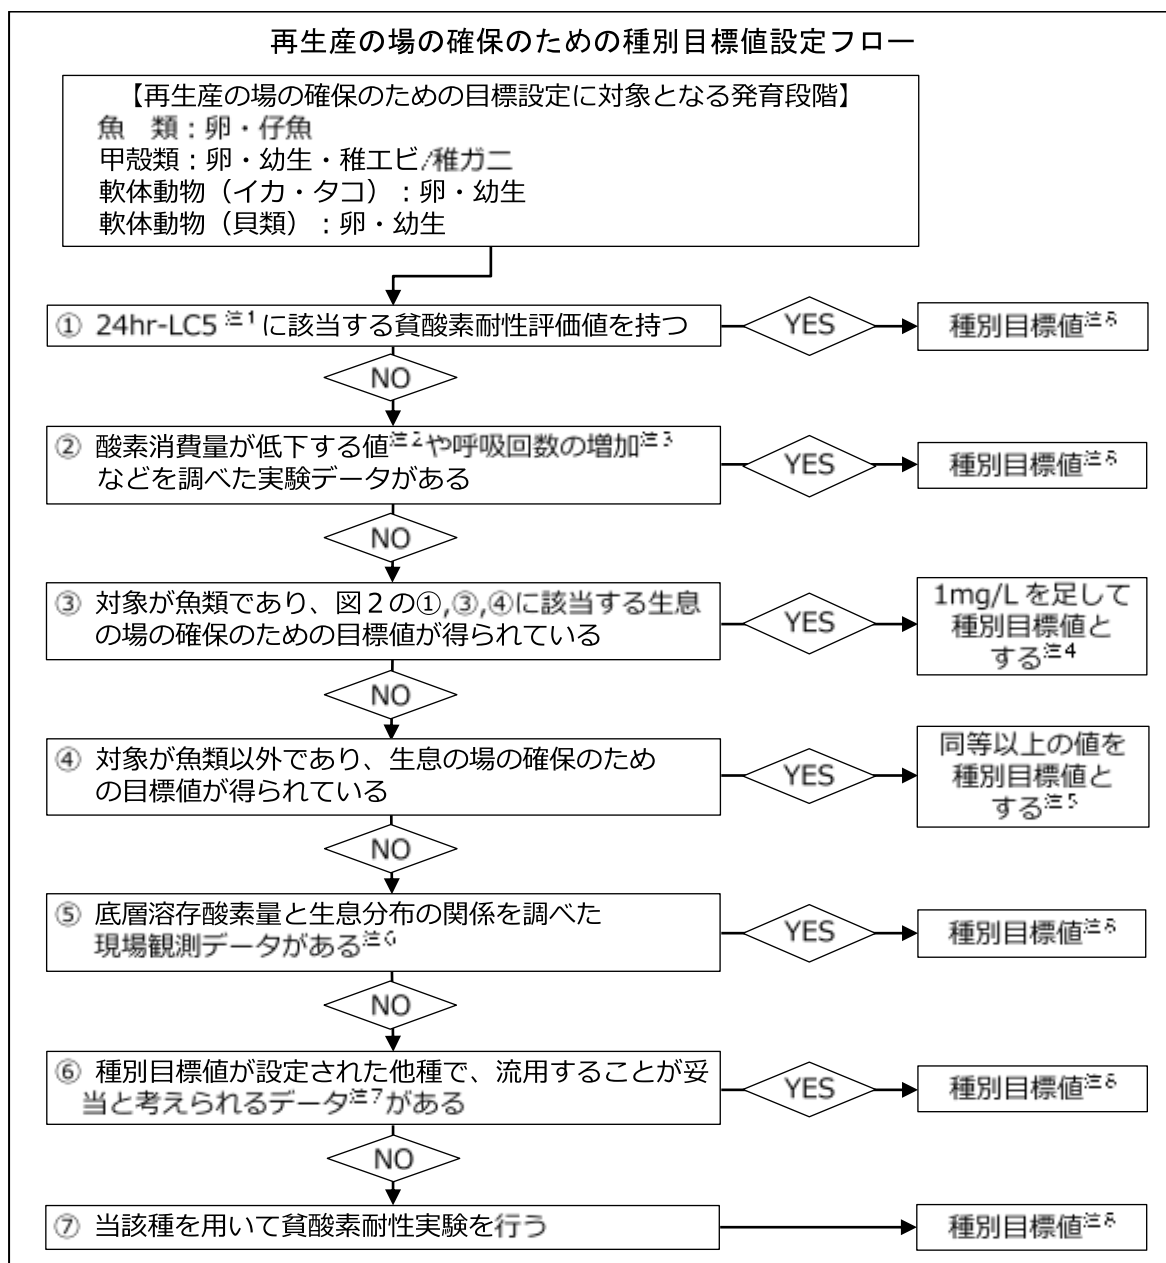 再生産の場の確保のための種別目標値設定フロー
【再生産の場の確保のための目標設定に対象となる発育段階】
魚　類：卵・仔魚
甲殻類：卵・幼生・稚エビ/稚ガニ
軟体動物（イカ・タコ）：卵・幼生
軟体動物（貝類）：卵・幼生
① 24hr-LC5 注1 に該当する貧酸素耐性評価値を持つ
YES
種別目標値注8
NO
② 酸素消費量が低下する値注2や呼吸回数の増加注3
などを調べた実験データがある
YES
種別目標値注8
NO
③ 対象が魚類であり、図２の①,③,④に該当する生息
の場の確保のための目標値が得られている
YES
1mg/L を足して
種別目標値と
する注4
NO
④ 対象が魚類以外であり、生息の場の確保のため
の目標値が得られている
YES
同等以上の値を
種別目標値と
する注5
NO
⑤ 底層溶存酸素量と生息分布の関係を調べた
現場観測データがある注6
YES
種別目標値注8
NO
⑥ 種別目標値が設定された他種で、流用することが妥
当と考えられるデータ注7がある
YES
種別目標値注8
NO
⑦ 当該種を用いて貧酸素耐性実験を行う
種別目標値注8